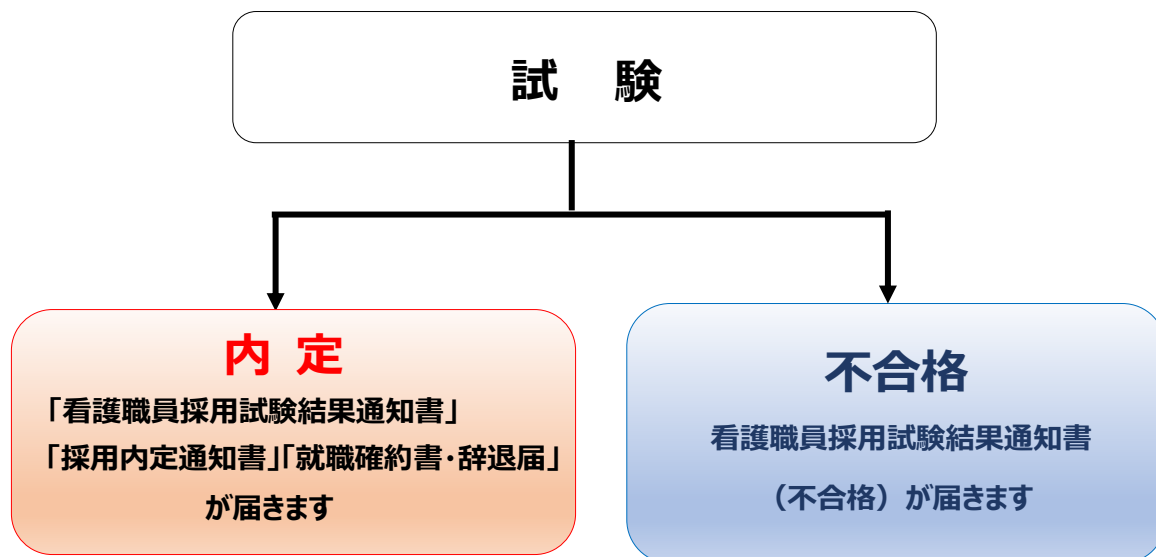 試　験
内 定
「看護職員採用試験結果通知書」
「採用内定通知書」「就職確約書・辞退届」
が届きます
不合格
看護職員採用試験結果通知書
（不合格）が届きます